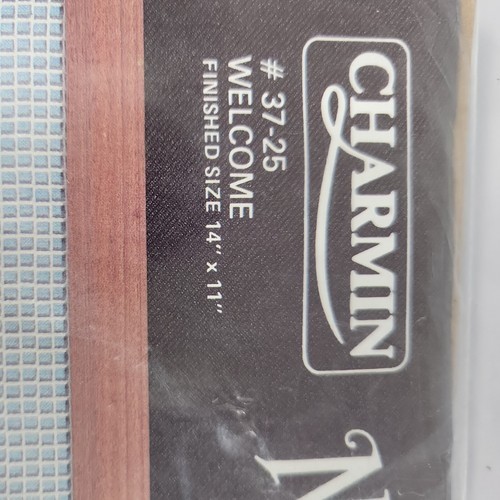 CHARMIN
# 37-25
WELCOME
FINISHED SIZE 14" x 11"